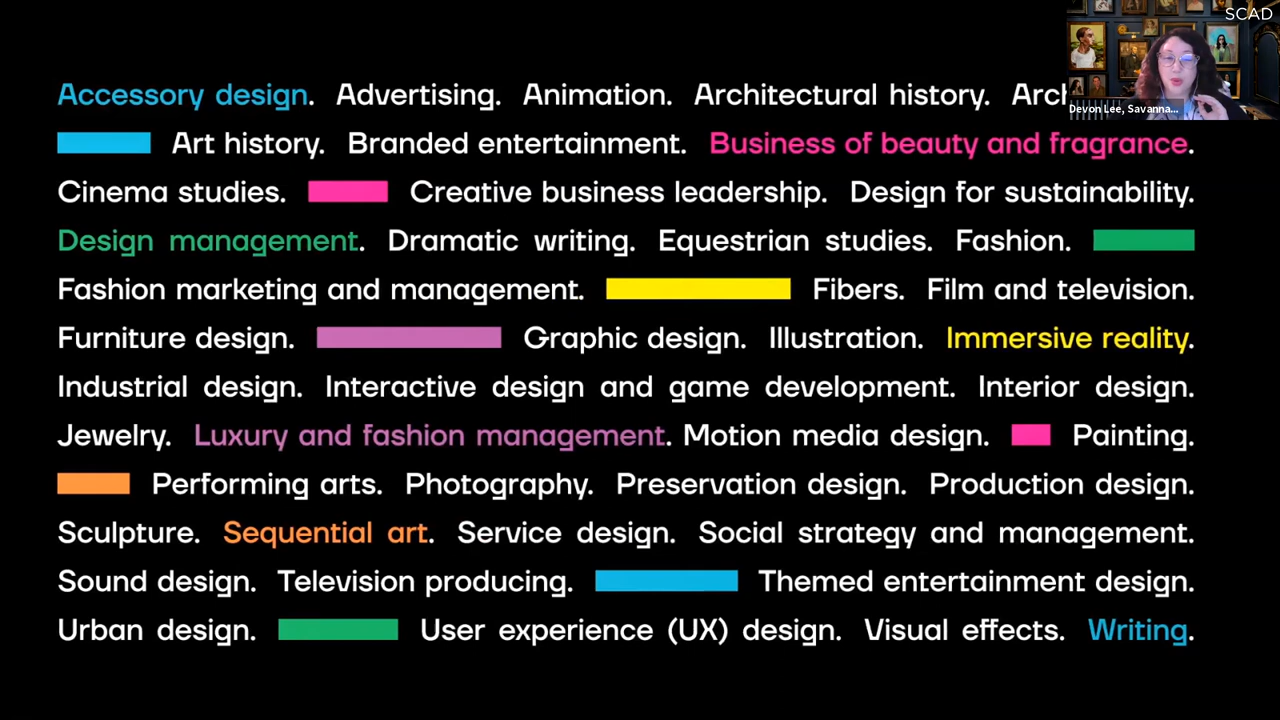 SCAD
Devon Lee, Savanna...
Accessory design. Advertising. Animation. Architectural history. Arch
Art history. Branded entertainment. Business of beauty and fragrance.
Cinema studies. Creative business leadership. Design for sustainability.
Design management. Dramatic writing. Equestrian studies. Fashion.
Fashion marketing and management. Fibers. Film and television.
Furniture design. Graphic design. Illustration. Immersive reality.
Industrial design. Interactive design and game development. Interior design.
Jewelry. Luxury and fashion management. Motion media design. Painting.
Performing arts. Photography. Preservation design. Production design.
Sculpture. Sequential art. Service design. Social strategy and management.
Sound design. Television producing. Themed entertainment design.
Urban design. User experience (UX) design. Visual effects. Writing.